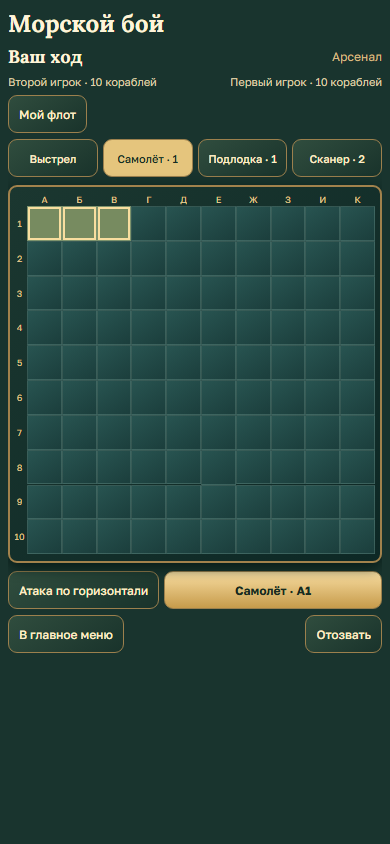 Морской бой
Ваш ход Арсенал
Второй игрок · 10 кораблей Первый игрок · 10 кораблей
Мой флот
Выстрел Самолёт · 1 Подлодка · 1 Сканер · 2
А Б В Г Д Е Ж З И К
1
2
3
4
5
6
7
8
9
10
Атака по горизонтали Самолёт · А1
В главное меню Отозвать